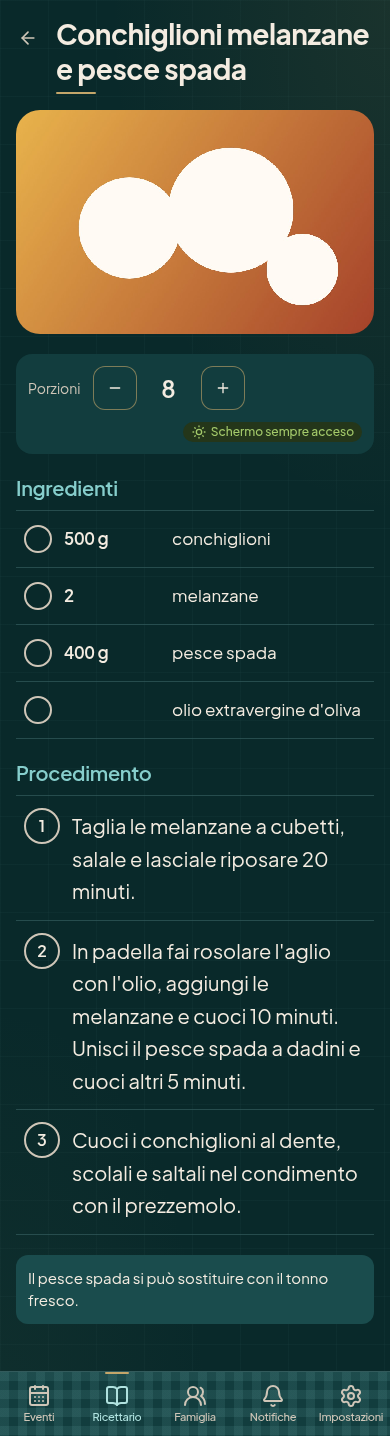 Conchiglioni melanzane
e pesce spada
Porzioni − 8 +
Schermo sempre acceso
Ingredienti
500 g conchiglioni
2 melanzane
400 g pesce spada
olio extravergine d'oliva
Procedimento
1 Taglia le melanzane a cubetti,
salale e lasciale riposare 20
minuti.
2 In padella fai rosolare l'aglio
con l'olio, aggiungi le
melanzane e cuoci 10 minuti.
Unisci il pesce spada a dadini e
cuoci altri 5 minuti.
3 Cuoci i conchiglioni al dente,
scolali e saltali nel condimento
con il prezzemolo.
Il pesce spada si può sostituire con il tonno
fresco.
Eventi Ricettario Famiglia Notifiche Impostazioni